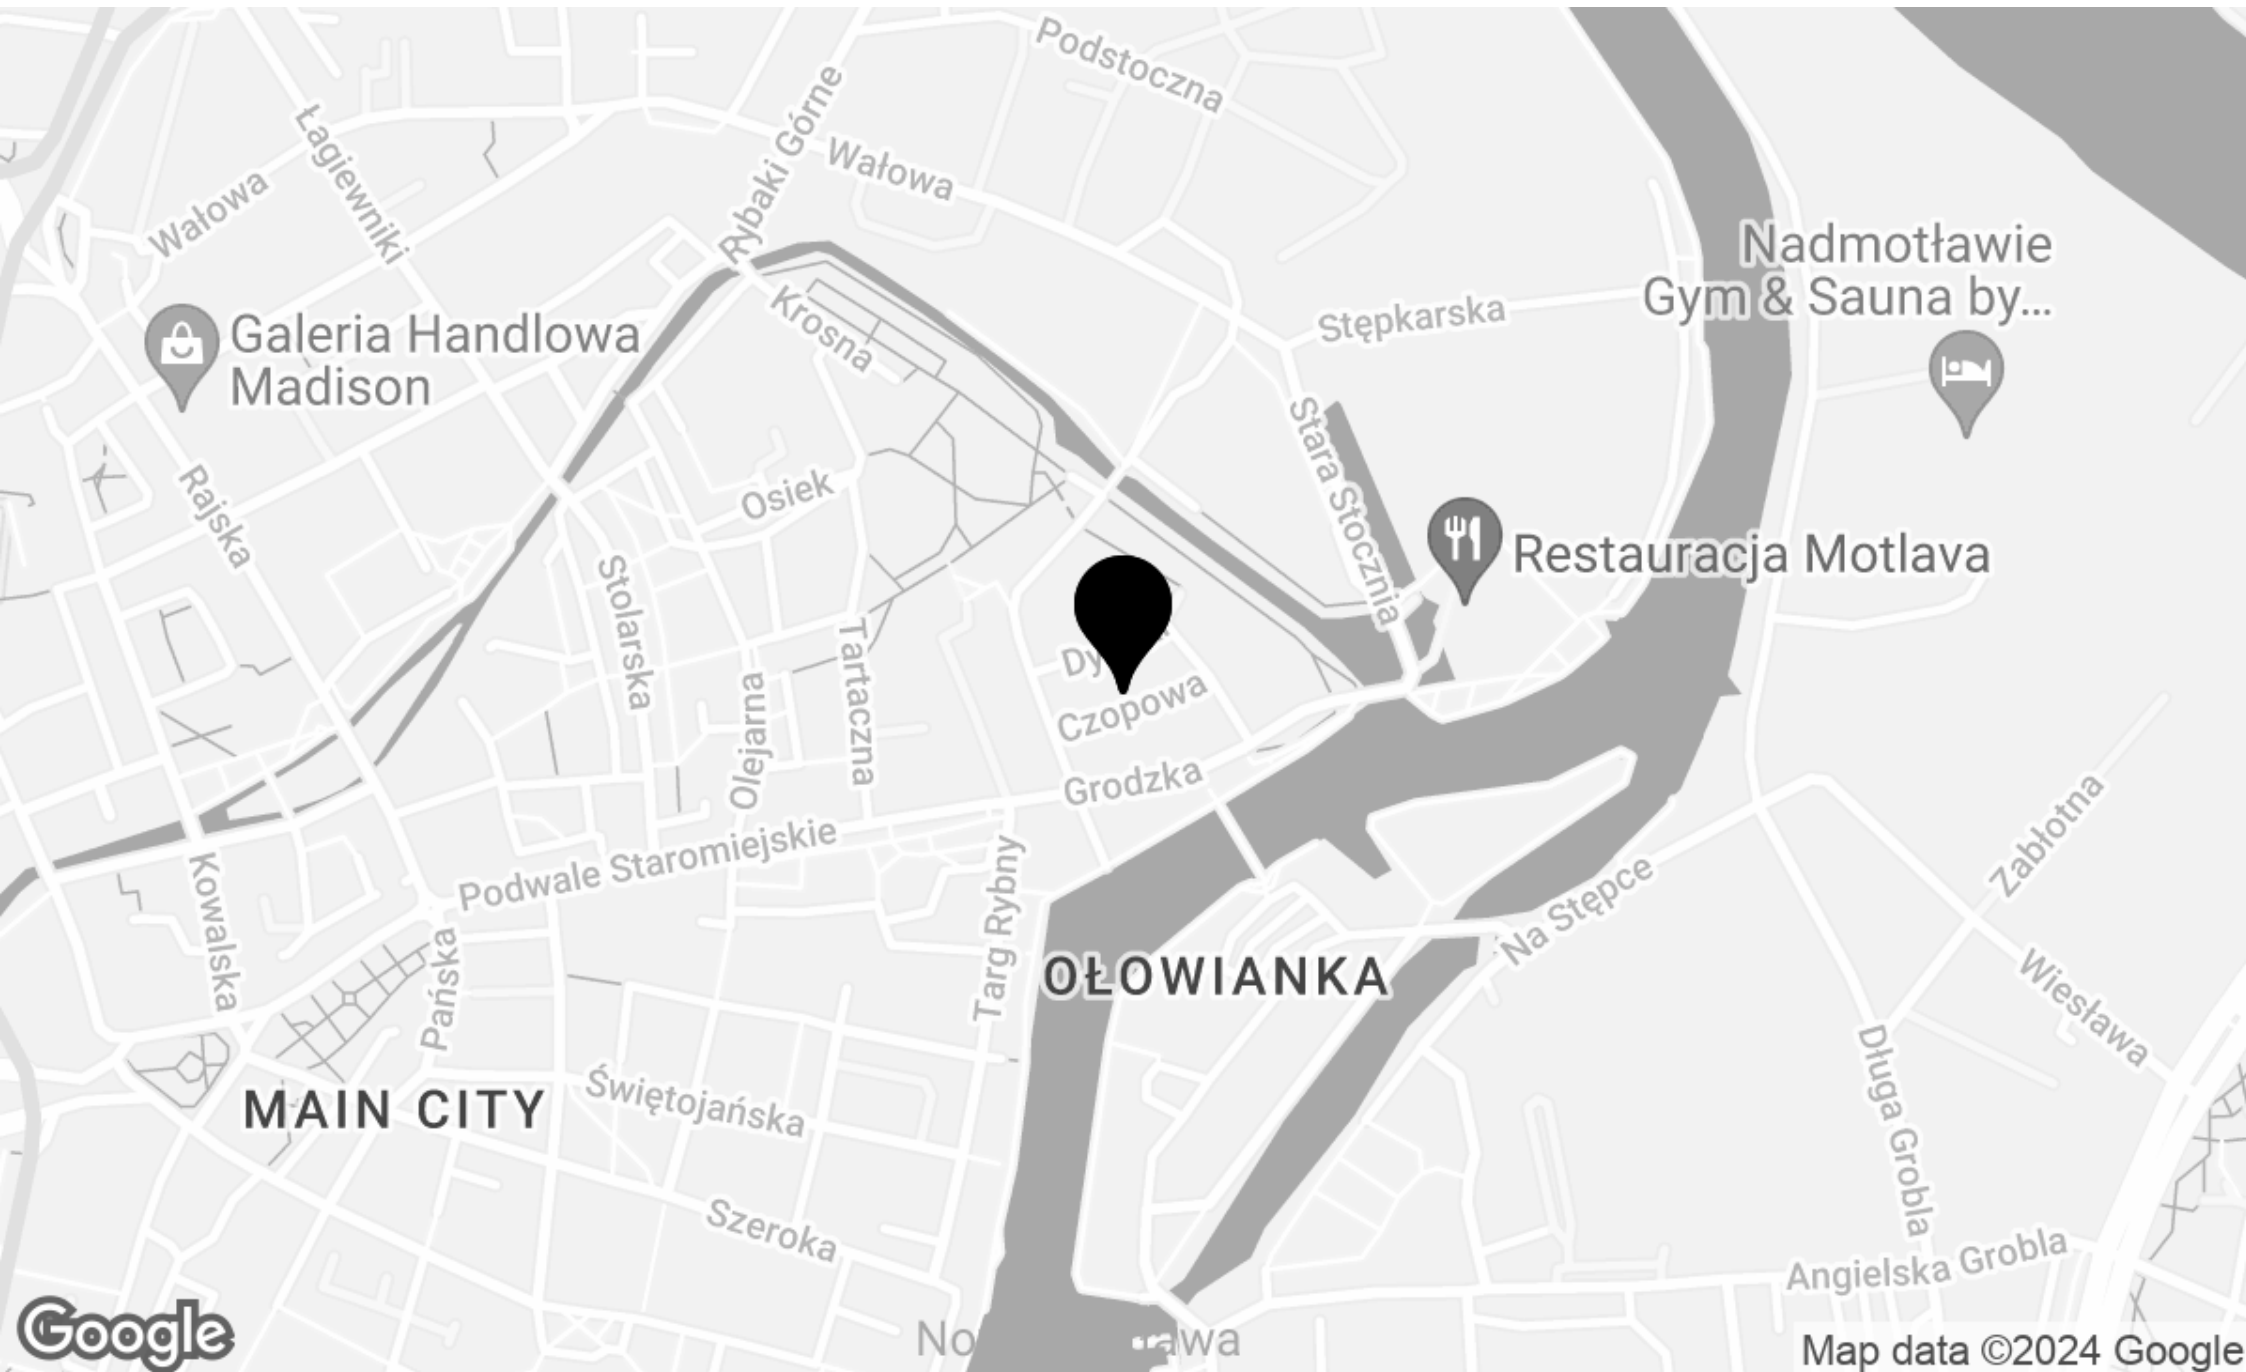 Podstoczna
Rybaki Górne
Łagiewniki
Wałowa
Wałowa
Nadmotławie
Gym & Sauna by...
Krosna
Stępkarska
Galeria Handlowa
Madison
Rajska
Osiek
Stara Stocznia
Restauracja Motlava
Stolarska
Tartaczna
Czopowa
Olejarna
Grodzka
Podwale Staromiejskie
Zabłotna
Kowalska
Pańska
Targ Rybny
Na Stępce
OŁOWIANKA
Wiesława
Długa Grobla
MAIN CITY
Świętojańska
Szeroka
Angielska Grobla
Google
Map data ©2024 Google